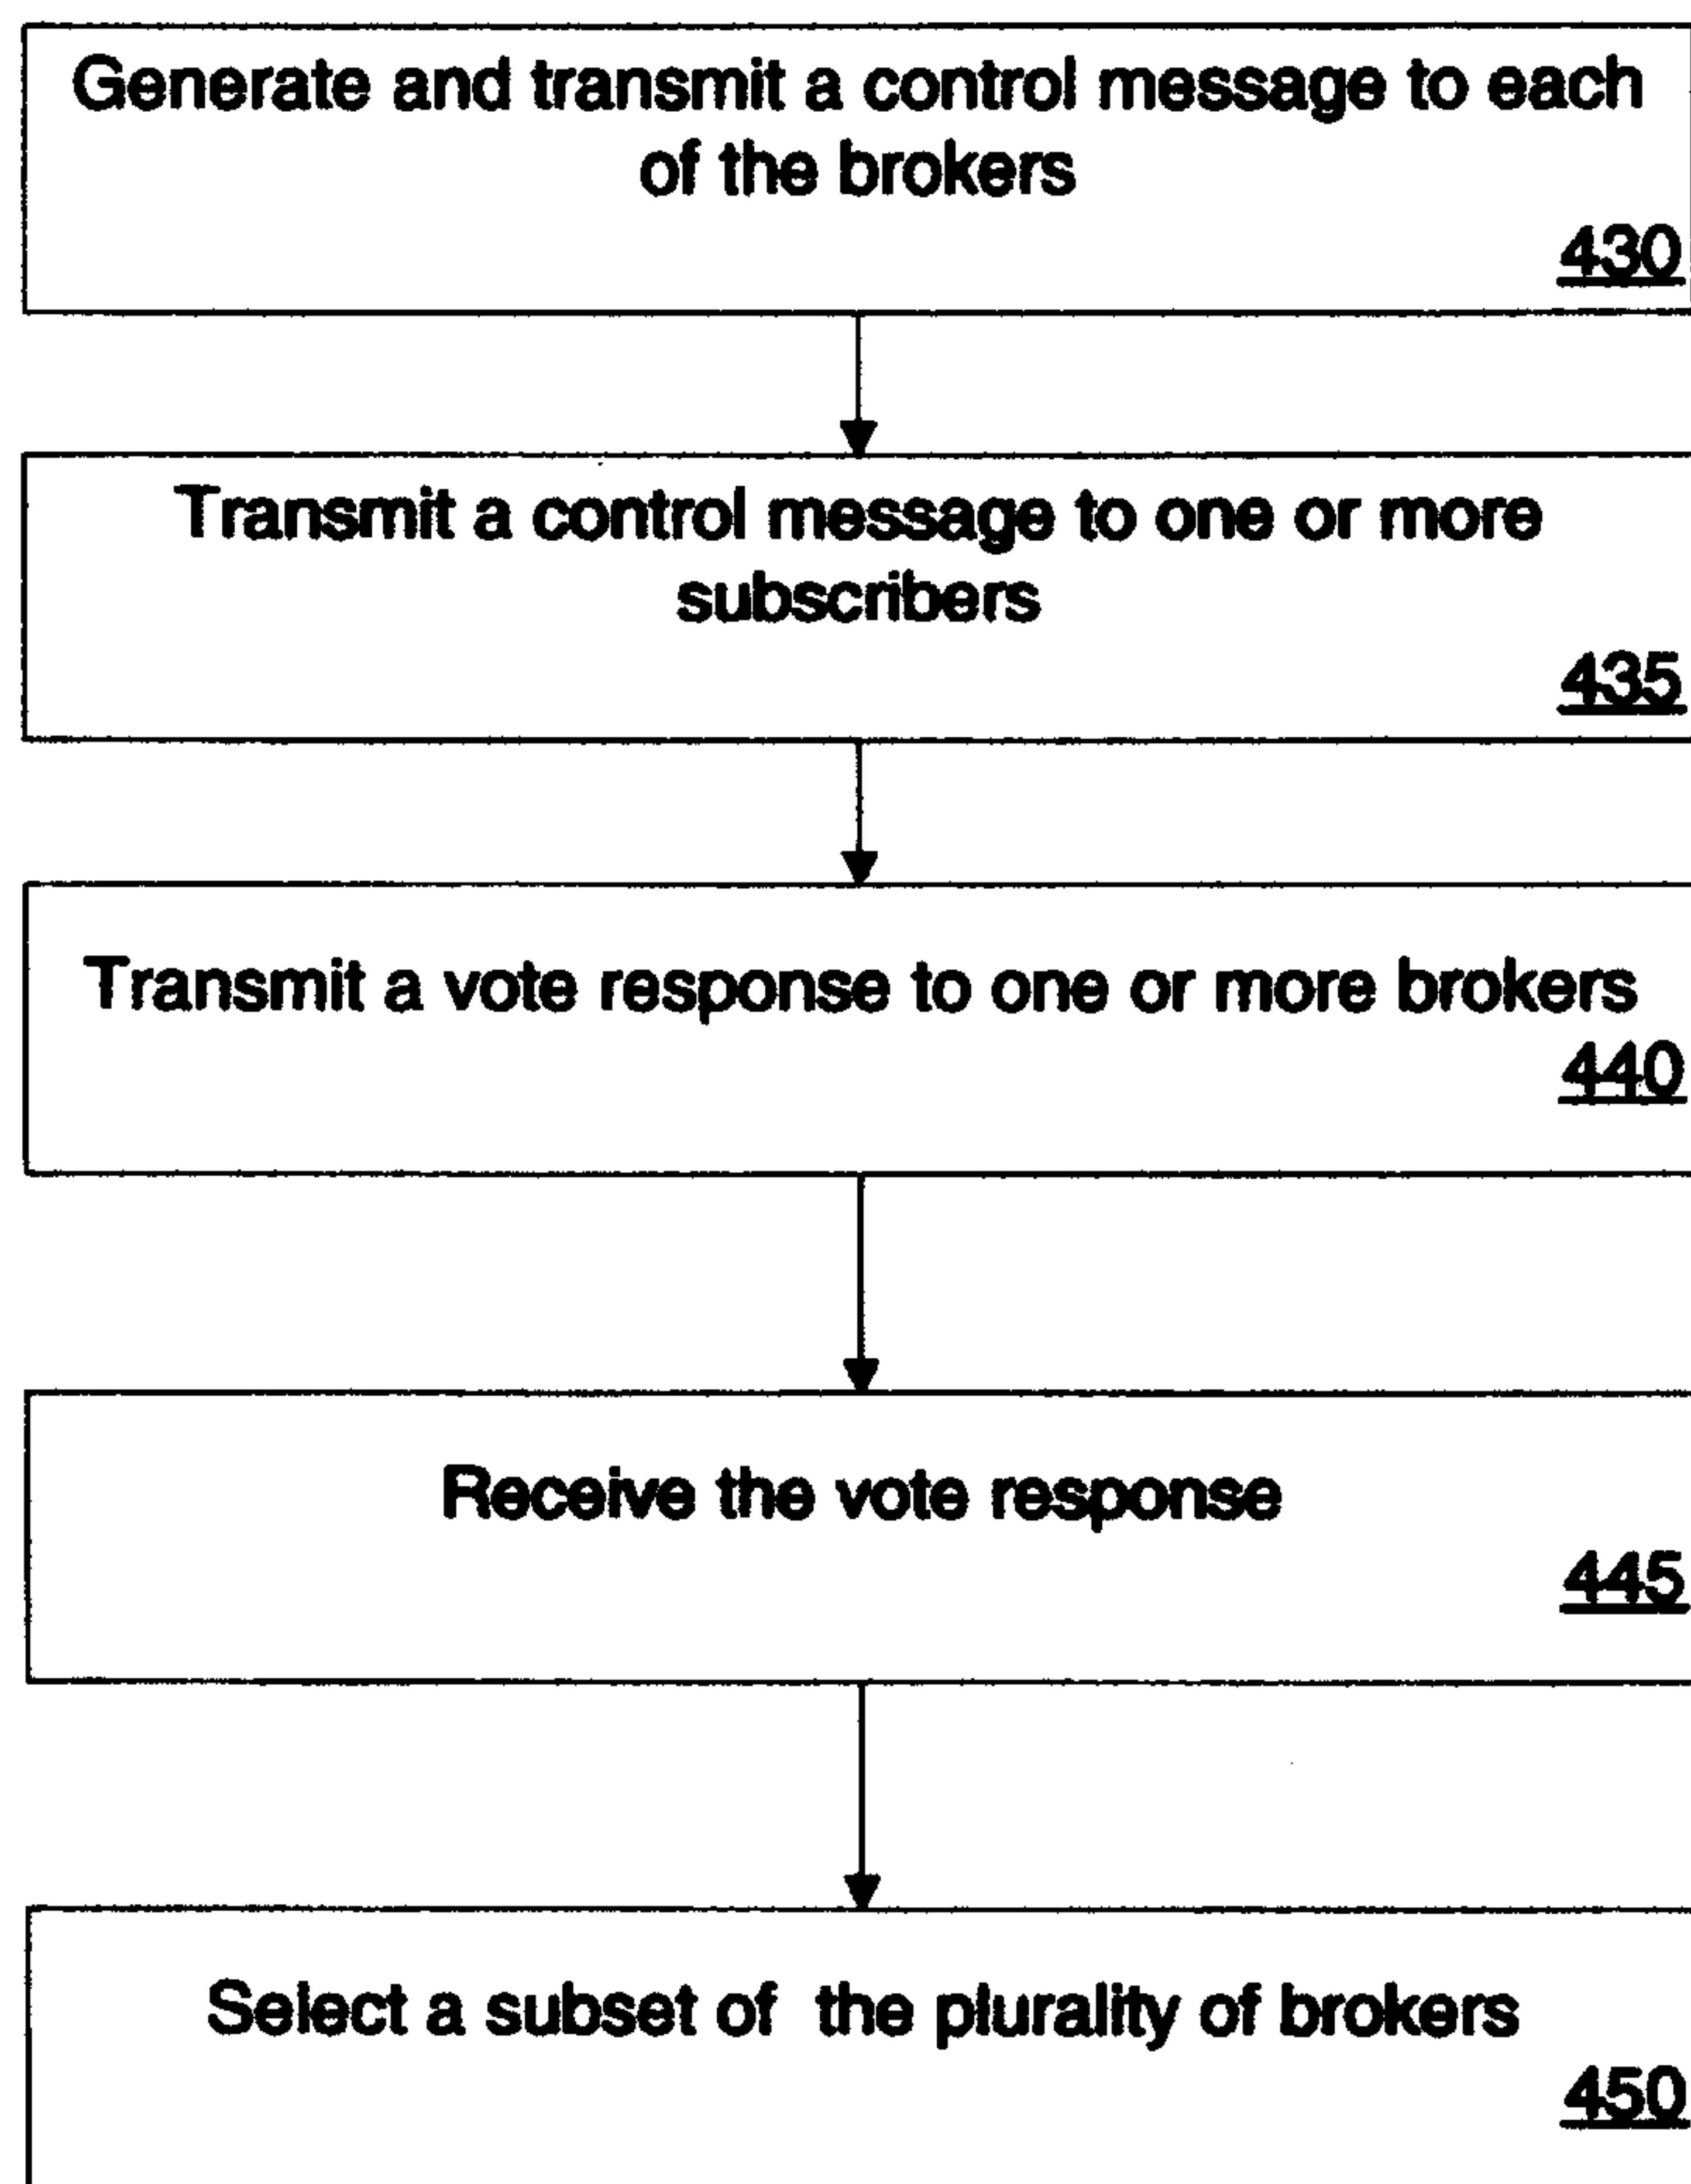 Generate and transmit a control message to each
of the brokers
430
Transmit a control message to one or more
subscribers
435
Transmit a vote response to one or more brokers
440
Receive the vote response
445
Select a subset of the plurality of brokers
450